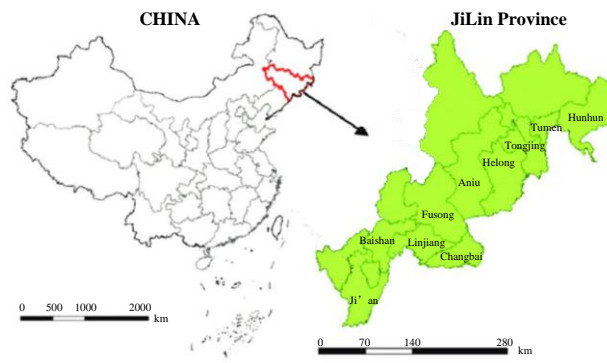 CHINA
JiLin Province
Hunhun
Tumen
Tongjing
Helong
Aniu
Fusong
Baishan
Linjiang
Changbai
Ji’an
0 500 1000 2000 km
0 70 140 280
km